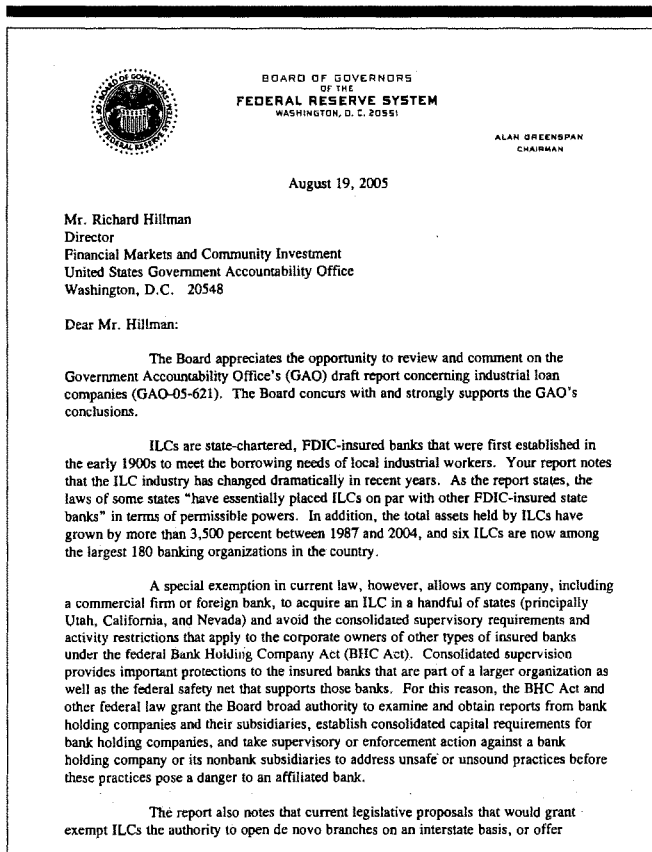 BOARD OF GOVERNORS
OF THE
FEDERAL RESERVE SYSTEM
WASHINGTON, D. C. 20551
ALAN GREENSPAN
CHAIRMAN
August 19, 2005
Mr. Richard Hillman
Director
Financial Markets and Community Investment
United States Government Accountability Office
Washington, D.C. 20548
Dear Mr. Hillman:
The Board appreciates the opportunity to review and comment on the
Government Accountability Office's (GAO) draft report concerning industrial loan
companies (GAO-05-621). The Board concurs with and strongly supports the GAO's
conclusions.
ILCs are state-chartered, FDIC-insured banks that were first established in
the early 1900s to meet the borrowing needs of local industrial workers. Your report notes
that the ILC industry has changed dramatically in recent years. As the report states, the
laws of some states "have essentially placed ILCs on par with other FDIC-insured state
banks" in terms of permissible powers. In addition, the total assets held by ILCs have
grown by more than 3,500 percent between 1987 and 2004, and six ILCs are now among
the largest 180 banking organizations in the country.
A special exemption in current law, however, allows any company, including
a commercial firm or foreign bank, to acquire an ILC in a handful of states (principally
Utah, California, and Nevada) and avoid the consolidated supervisory requirements and
activity restrictions that apply to the corporate owners of other types of insured banks
under the federal Bank Holding Company Act (BHC Act). Consolidated supervision
provides important protections to the insured banks that are part of a larger organization as
well as the federal safety net that supports those banks. For this reason, the BHC Act and
other federal law grant the Board broad authority to examine and obtain reports from bank
holding companies and their subsidiaries, establish consolidated capital requirements for
bank holding companies, and take supervisory or enforcement action against a bank
holding company or its nonbank subsidiaries to address unsafe or unsound practices before
these practices pose a danger to an affiliated bank.
The report also notes that current legislative proposals that would grant
exempt ILCs the authority to open de novo branches on an interstate basis, or offer